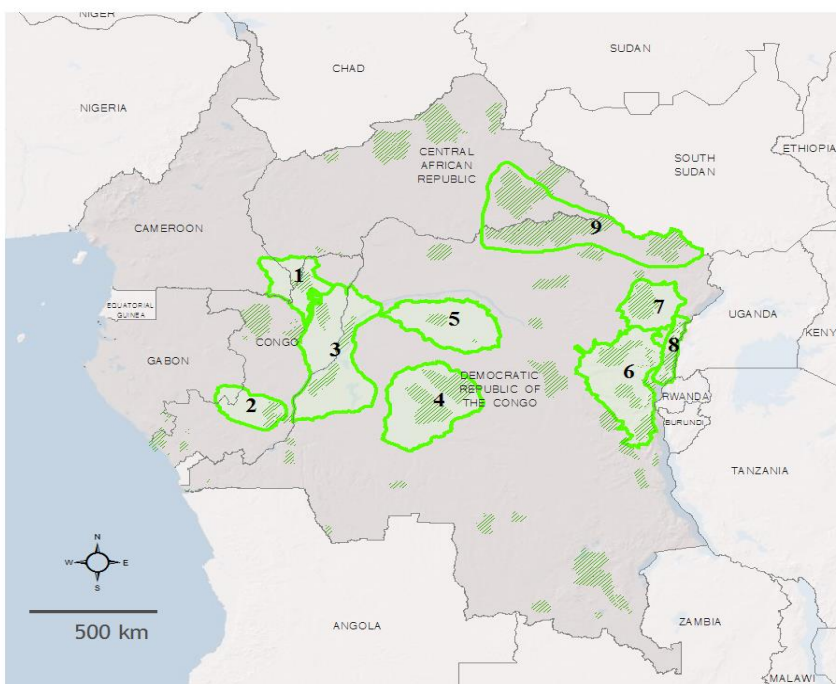 NIGER
SUDAN
CHAD
NIGERIA
CENTRAL
AFRICAN
REPUBLIC
ETHIOPIA
SOUTH
SUDAN
CAMEROON
9
1
EQUATORIAL
GUINEA
7
UGANDA
5
KENY
CONGO
3
8
GABON
6
DEMOCRATIC
REPUBLIC OF
THE CONGO
4
2
RWANDA
BURUNDI
TANZANIA
N
W
E
S
500 km
ANGOLA
ZAMBIA
MALAWI